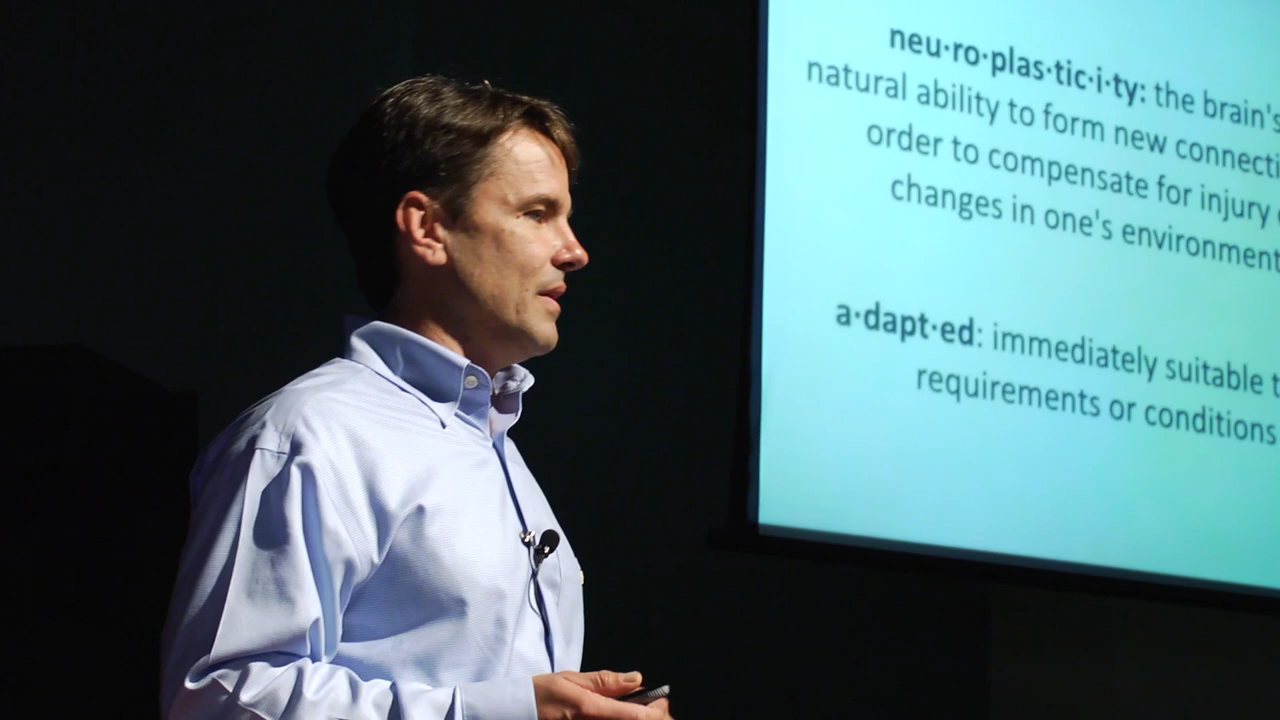 neu·ro·plas·tic·i·ty: the brain's
natural ability to form new connecti
order to compensate for injury
changes in one's environment
a·dapt·ed: immediately suitable t
requirements or conditions